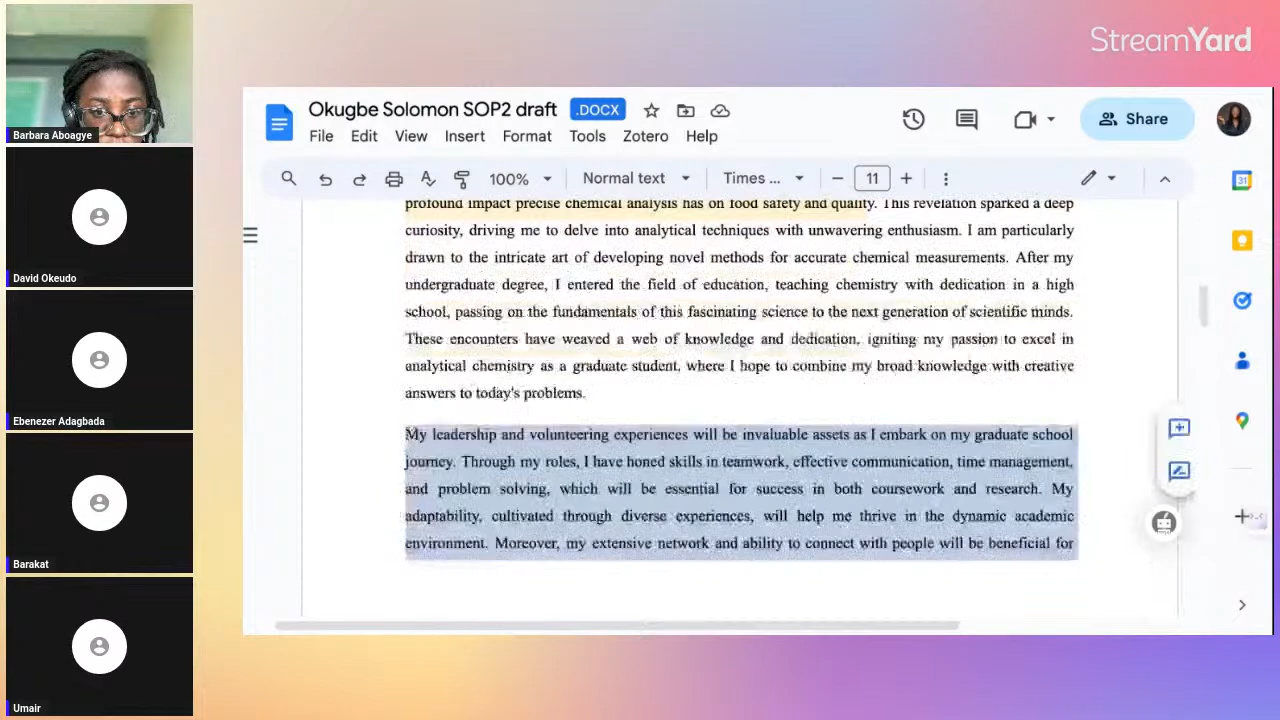 StreamYard
Okugbe Solomon SOP2 draft .DOCX
File Edit View Insert Format Tools Zotero Help
Share
100% Normal text Times ... 11
profound impact precise chemical analysis has on food safety and quality. This revelation sparked a deep
curiosity, driving me to delve into analytical techniques with unwavering enthusiasm. I am particularly
drawn to the intricate art of developing novel methods for accurate chemical measurements. After my
undergraduate degree, I entered the field of education, teaching chemistry with dedication in a high
school, passing on the fundamentals of this fascinating science to the next generation of scientific minds.
These encounters have weaved a web of knowledge and dedication, igniting my passion to excel in
analytical chemistry as a graduate student, where I hope to combine my broad knowledge with creative
answers to today's problems.
My leadership and volunteering experiences will be invaluable assets as I embark on my graduate school
journey. Through my roles, I have honed skills in teamwork, effective communication, time management,
and problem solving, which will be essential for success in both coursework and research. My
adaptability, cultivated through diverse experiences, will help me thrive in the dynamic academic
environment. Moreover, my extensive network and ability to connect with people will be beneficial for
31
Barbara Aboagye
David Okeudo
Ebenezer Adagbada
Barakat
Umair